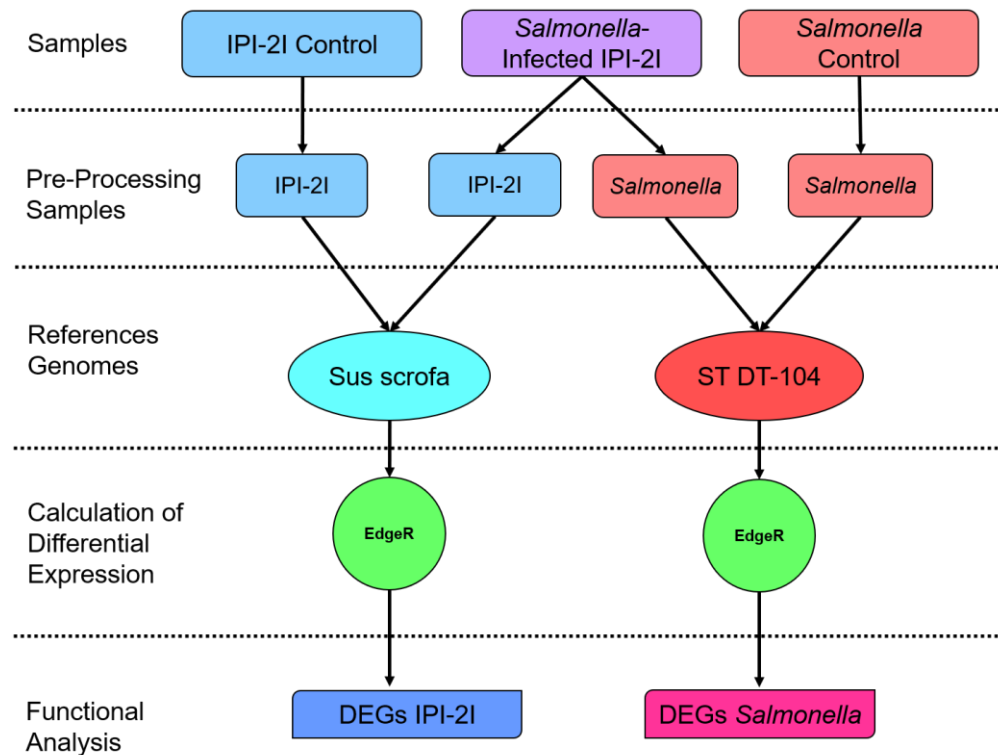 Samples
IPI-2I Control
Salmonella-
Infected IPI-2I
Salmonella
Control
Pre-Processing
Samples
IPI-2I
IPI-2I
Salmonella
Salmonella
References
Genomes
Sus scrofa
ST DT-104
Calculation of
Differential
Expression
EdgeR
EdgeR
Functional
Analysis
DEGs IPI-2I
DEGs Salmonella